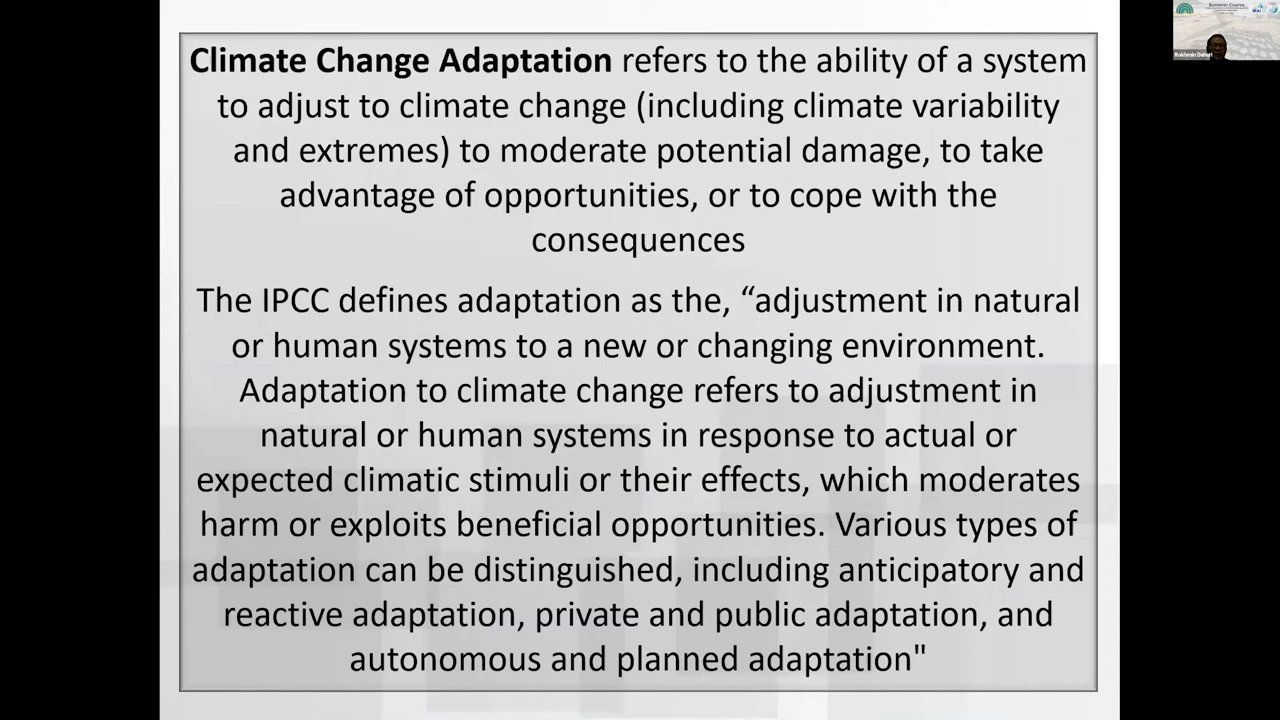 Climate Change Adaptation refers to the ability of a system
to adjust to climate change (including climate variability
and extremes) to moderate potential damage, to take
advantage of opportunities, or to cope with the
consequences
The IPCC defines adaptation as the, “adjustment in natural
or human systems to a new or changing environment.
Adaptation to climate change refers to adjustment in
natural or human systems in response to actual or
expected climatic stimuli or their effects, which moderates
harm or exploits beneficial opportunities. Various types of
adaptation can be distinguished, including anticipatory and
reactive adaptation, private and public adaptation, and
autonomous and planned adaptation"
Summer Course
Rokhmin Dahuri